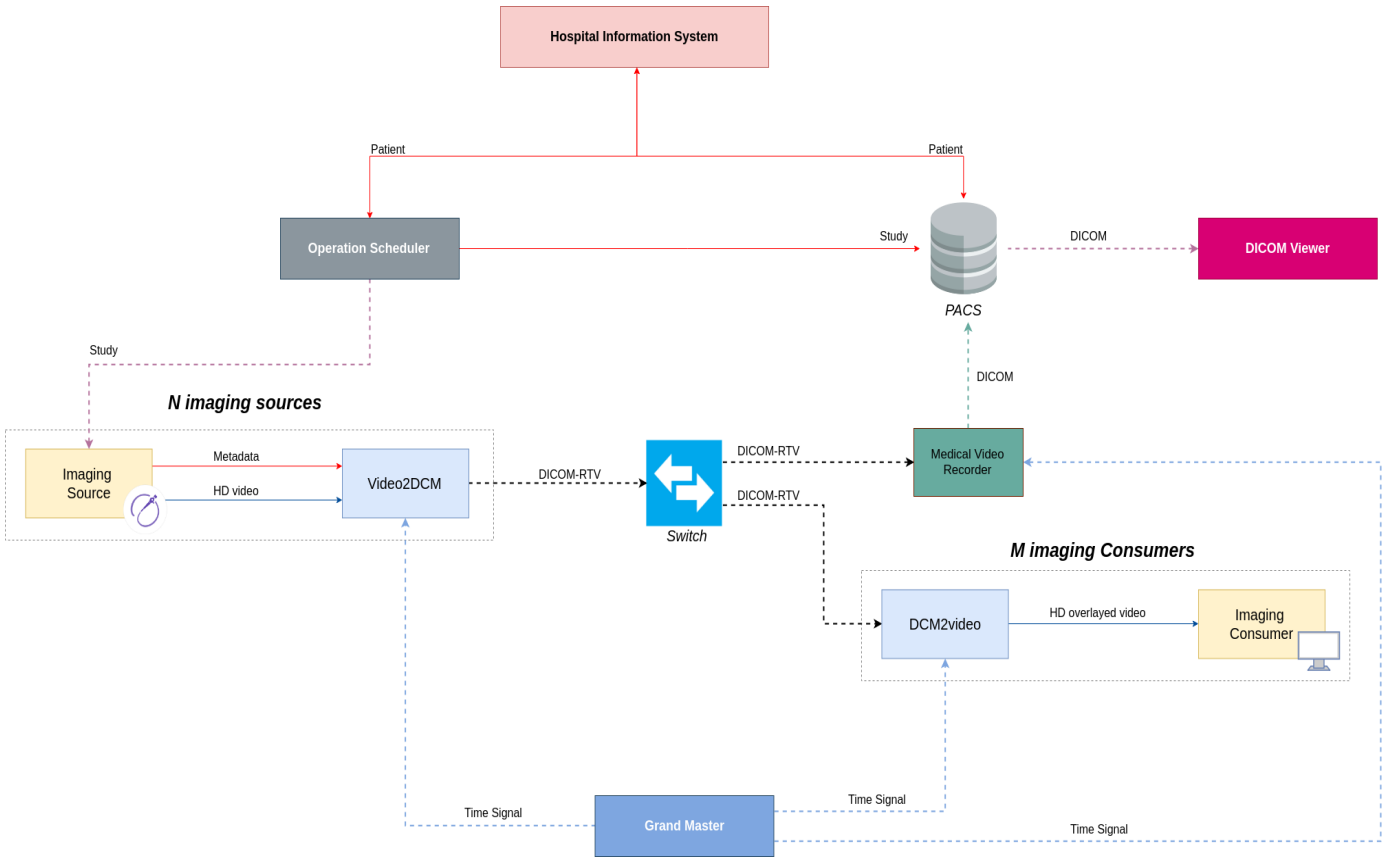 Hospital Information System
Patient
Patient
Operation Scheduler
Study
DICOM
DICOM Viewer
PACS
Study
DICOM
N imaging sources
Imaging
Source
Metadata
HD video
Video2DCM
DICOM-RTV
Switch
DICOM-RTV
DICOM-RTV
Medical Video
Recorder
M imaging Consumers
DCM2video
HD overlayed video
Imaging
Consumer
Time Signal
Grand Master
Time Signal
Time Signal